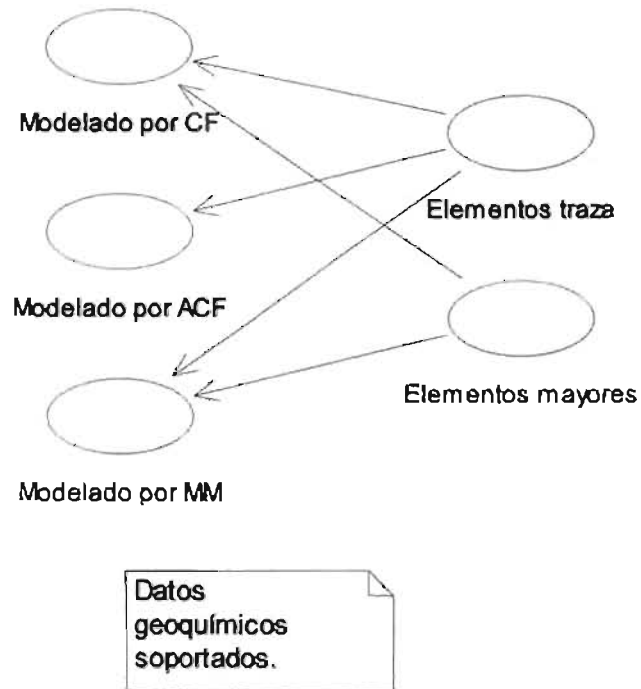 Modelado por CF
Elementos traza
Modelado por ACF
Elementos mayores
Modelado por MM
Datos
geoquímicos
soportados.